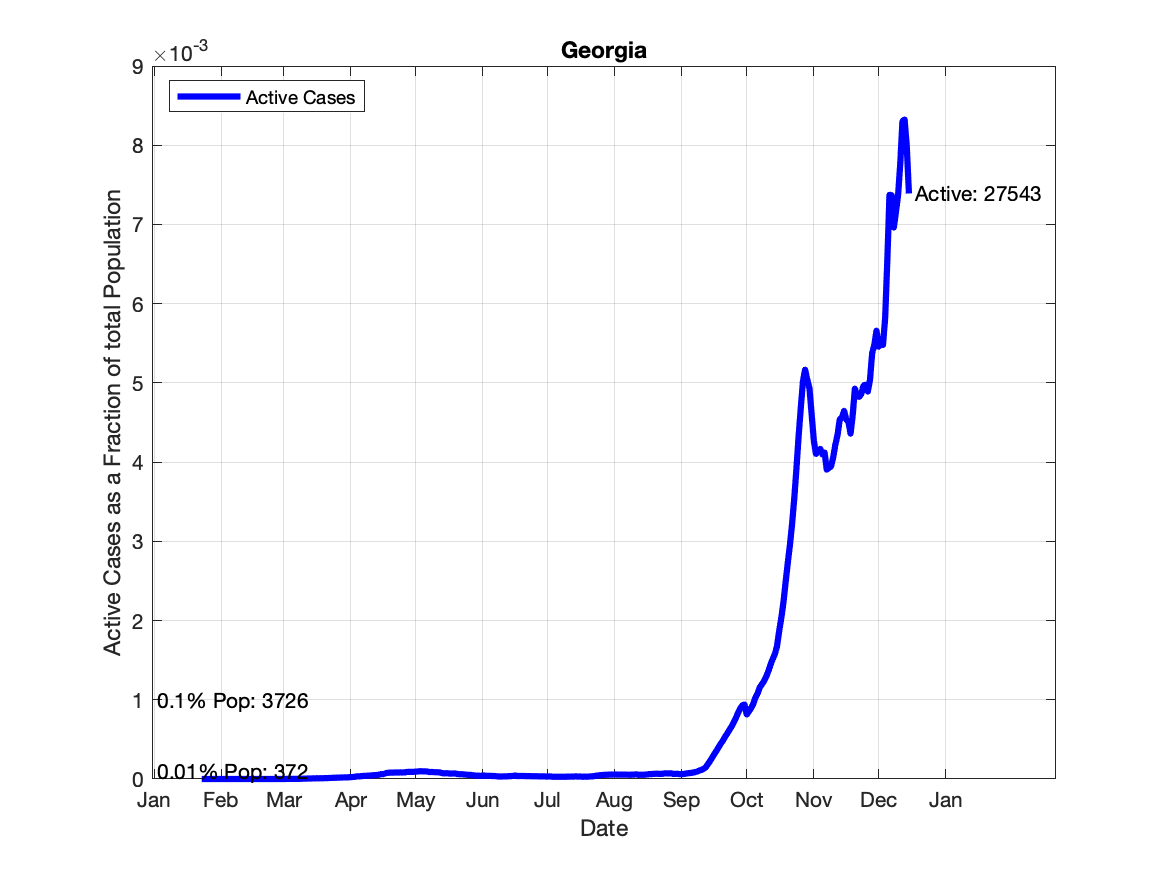 Georgia
×10-3
Active Cases
9
8
7
6
5
4
3
2
1
0
Active Cases as a Fraction of total Population
Active: 27543
0.1% Pop: 3726
0.01% Pop: 372
Jan Feb Mar Apr May Jun Jul Aug Sep Oct Nov Dec Jan
Date